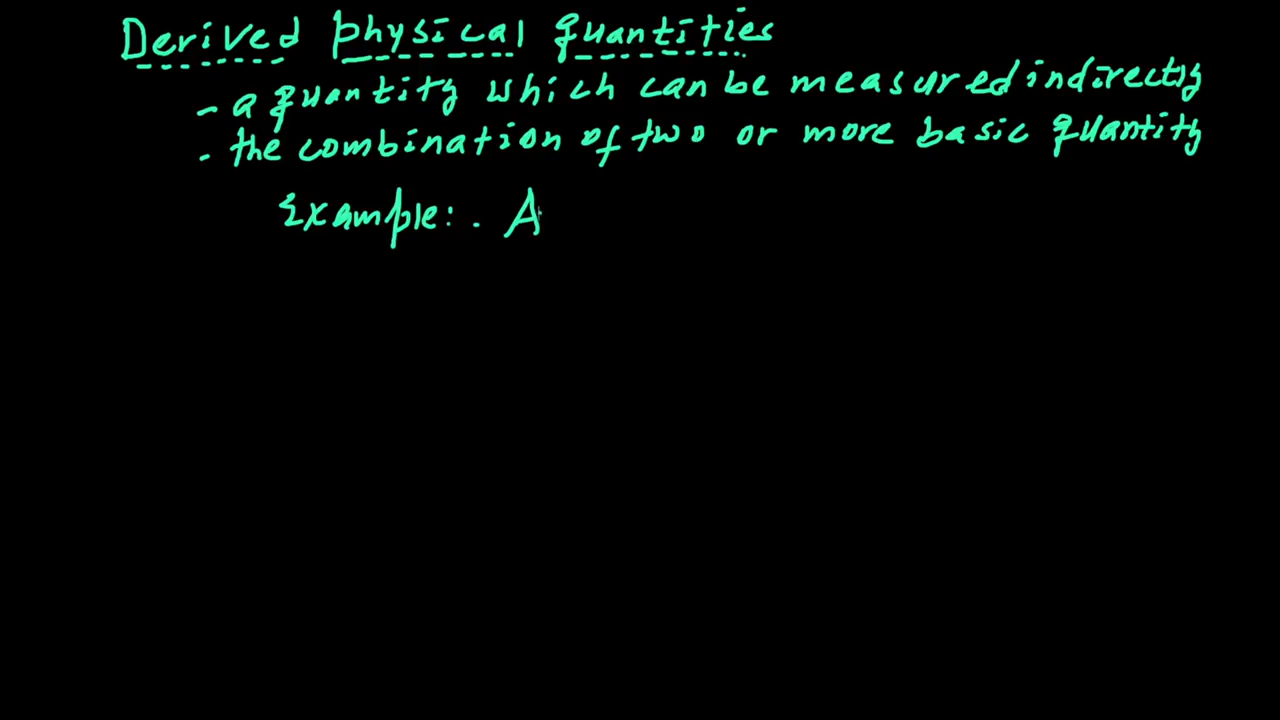 Derived physical quantities
- a quantity which can be measured indirectly
- the combination of two or more basic quantity
Example: . A